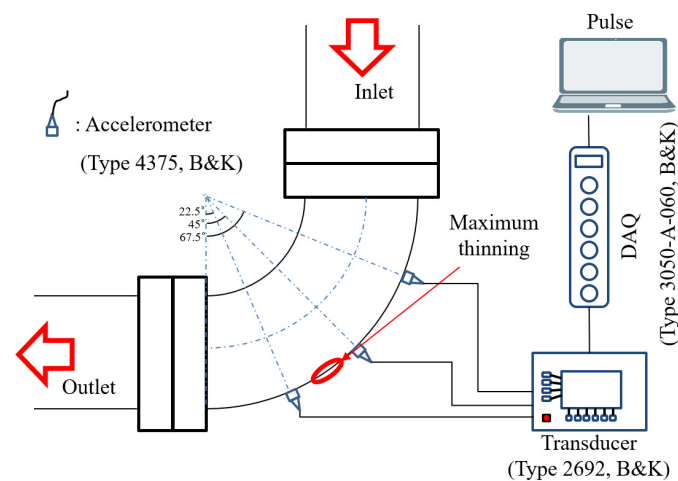 Pulse
Inlet
: Accelerometer
(Type 4375, B&K)
22.5°
45°
67.5°
Maximum
thinning
DAQ
(Type 3050-A-060, B&K)
Outlet
Transducer
(Type 2692, B&K)